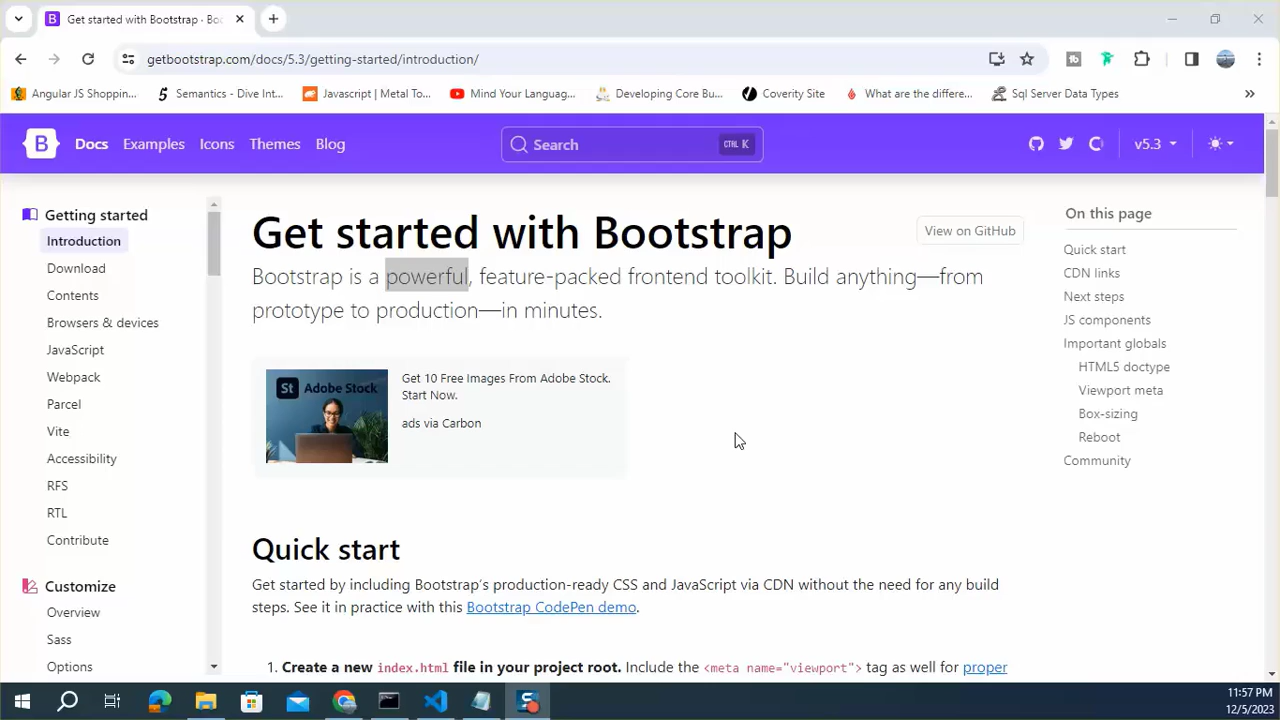 Get started with Bootstrap · Boo
getbootstrap.com/docs/5.3/getting-started/introduction/
Angular JS Shoppin...
Semantics - Dive Int...
Javascript | Metal To...
Mind Your Languag...
Developing Core Bu...
Coverity Site
What are the differe...
Sql Server Data Types
»
B
Docs
Examples
Icons
Themes
Blog
Search
CTRL K
v5.3
Getting started
Introduction
Download
Contents
Browsers & devices
JavaScript
Webpack
Parcel
Vite
Accessibility
RFS
RTL
Contribute
Customize
Overview
Sass
Options
Get started with Bootstrap
View on GitHub
Bootstrap is a powerful, feature-packed frontend toolkit. Build anything—from
prototype to production—in minutes.
St Adobe Stock
Get 10 Free Images From Adobe Stock.
Start Now.
ads via Carbon
Quick start
Get started by including Bootstrap’s production-ready CSS and JavaScript via CDN without the need for any build
steps. See it in practice with this Bootstrap CodePen demo.
1. Create a new index.html file in your project root. Include the <meta name="viewport"> tag as well for proper
On this page
Quick start
CDN links
Next steps
JS components
Important globals
HTML5 doctype
Viewport meta
Box-sizing
Reboot
Community
11:57 PM
12/5/2023